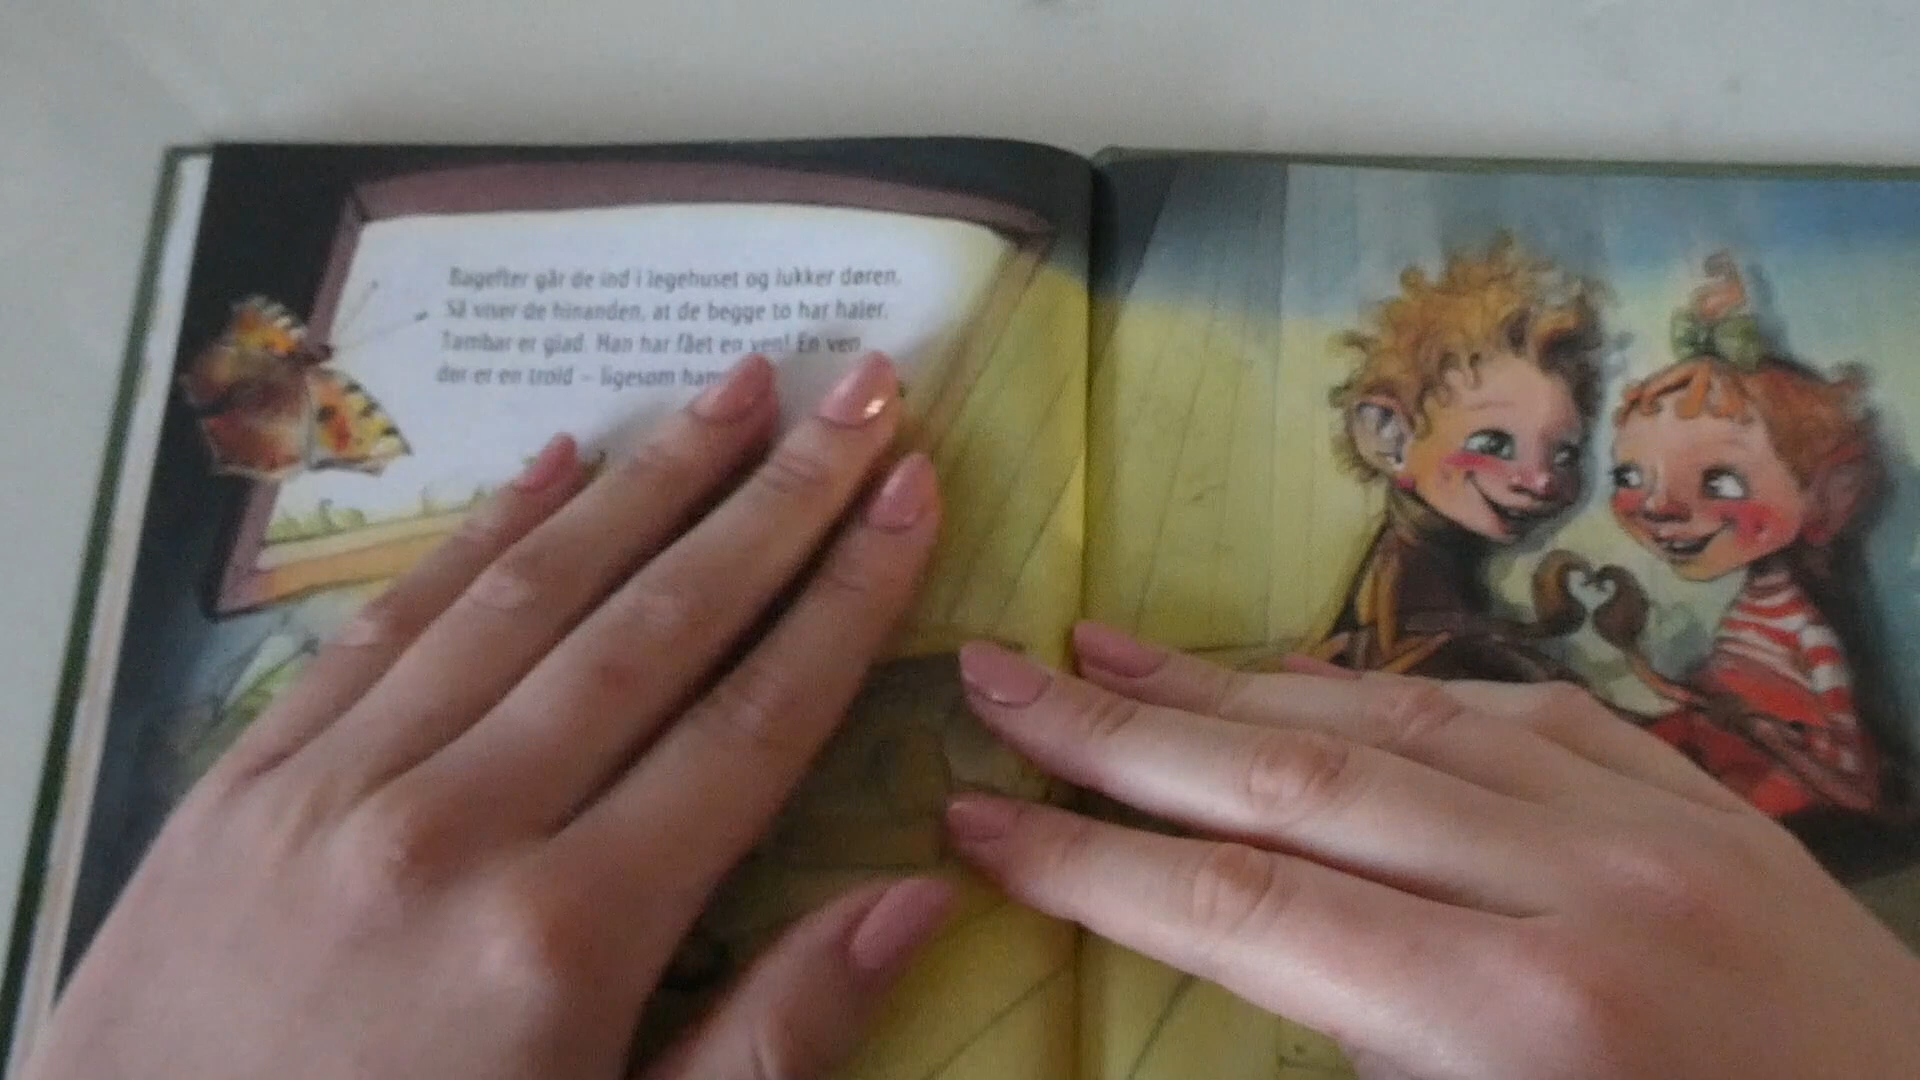 Bagefter går de ind i legehuset og lukker døren.
Så viser de hinanden, at de begge to har haler.
Tambar er glad. Han har fået en ven! En ven
der er en trold – ligesom ham